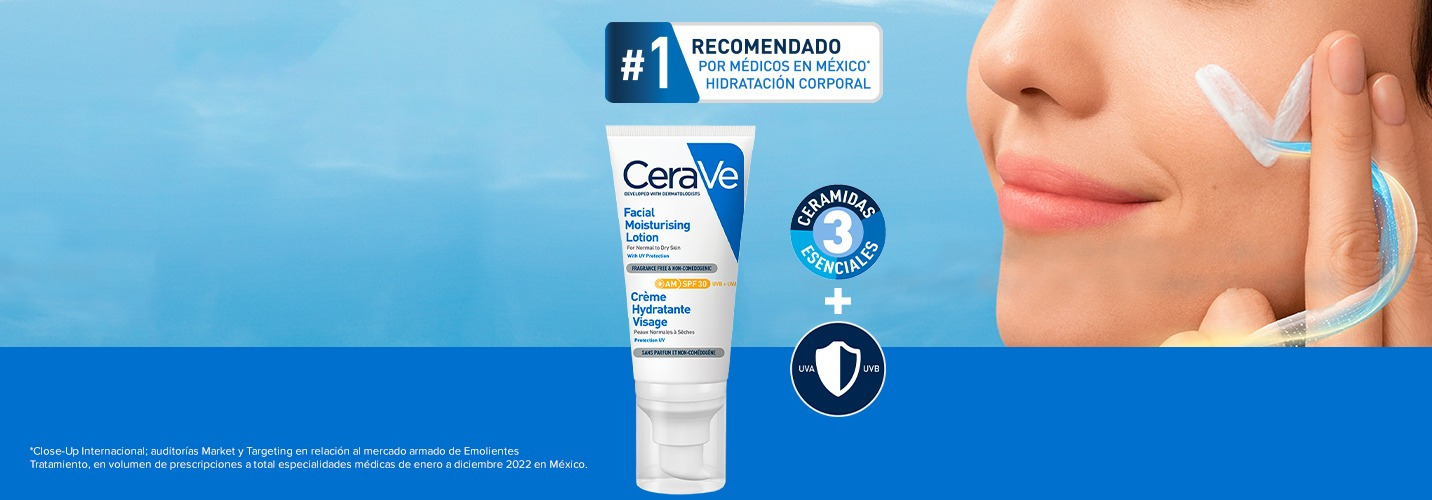 #1
RECOMENDADO
POR MÉDICOS EN MÉXICO*
HIDRATACIÓN CORPORAL
CeraVe
DEVELOPED WITH DERMATOLOGISTS
Facial
Moisturising
Lotion
For Normal to Dry Skin
With UV Protection
FRAGRANCE FREE & NON-COMEDOGENIC
AM SPF 30 UVB + UVA
Crème
Hydratante
Visage
Peaux Normales à Sèches
Protection UV
SANS PARFUM ET NON-COMÉDOGÈNE
CERAMIDAS
3
ESENCIALES
+
UVA UVB
*Close-Up Internacional; auditorías Market y Targeting en relación al mercado armado de Emolientes
Tratamiento, en volumen de prescripciones a total especialidades médicas de enero a diciembre 2022 en México.